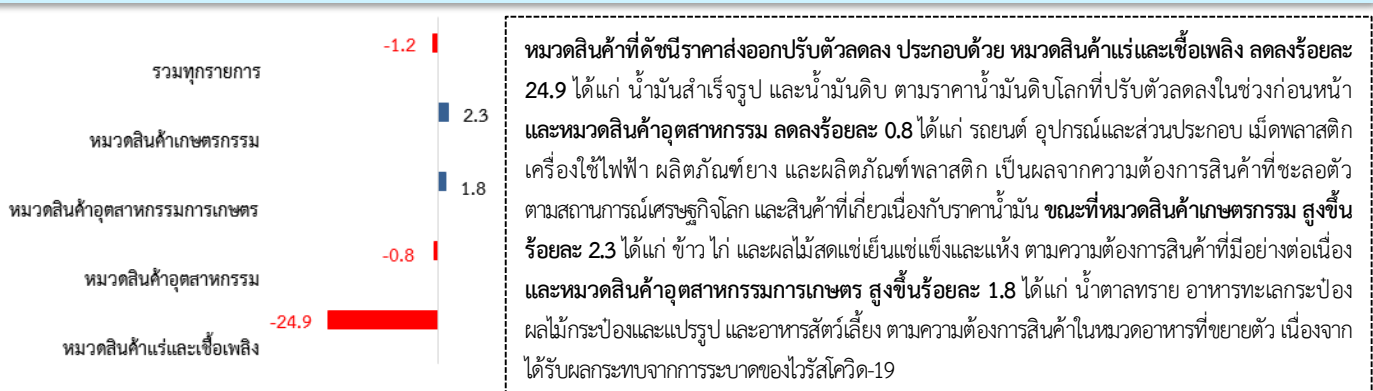 -1.2
รวมทุกรายการ
2.3
หมวดสินค้าเกษตรกรรม
1.8
หมวดสินค้าอุตสาหกรรมการเกษตร
-0.8
หมวดสินค้าอุตสาหกรรม
-24.9
หมวดสินค้าแร่และเชื้อเพลิง
หมวดสินค้าที่ดัชนีราคาส่งออกปรับตัวลดลง ประกอบด้วย หมวดสินค้าแร่และเชื้อเพลิง ลดลงร้อยละ
24.9 ได้แก่ น้ำมันสำเร็จรูป และน้ำมันดิบ ตามราคาน้ำมันดิบโลกที่ปรับตัวลดลงในช่วงก่อนหน้า
และหมวดสินค้าอุตสาหกรรม ลดลงร้อยละ 0.8 ได้แก่ รถยนต์ อุปกรณ์และส่วนประกอบ เม็ดพลาสติก
เครื่องใช้ไฟฟ้า ผลิตภัณฑ์ยาง และผลิตภัณฑ์พลาสติก เป็นผลจากความต้องการสินค้าที่ชะลอตัว
ตามสถานการณ์เศรษฐกิจโลก และสินค้าที่เกี่ยวเนื่องกับราคาน้ำมัน ขณะที่หมวดสินค้าเกษตรกรรม สูงขึ้น
ร้อยละ 2.3 ได้แก่ ข้าว ไก่ และผลไม้สดแช่เย็นแช่แข็งและแห้ง ตามความต้องการสินค้าที่มีอย่างต่อเนื่อง
และหมวดสินค้าอุตสาหกรรมการเกษตร สูงขึ้นร้อยละ 1.8 ได้แก่ น้ำตาลทราย อาหารทะเลกระป๋อง
ผลไม้กระป๋องและแปรรูป และอาหารสัตว์เลี้ยง ตามความต้องการสินค้าในหมวดอาหารที่ขยายตัว เนื่องจาก
ได้รับผลกระทบจากการระบาดของไวรัสโควิด-19